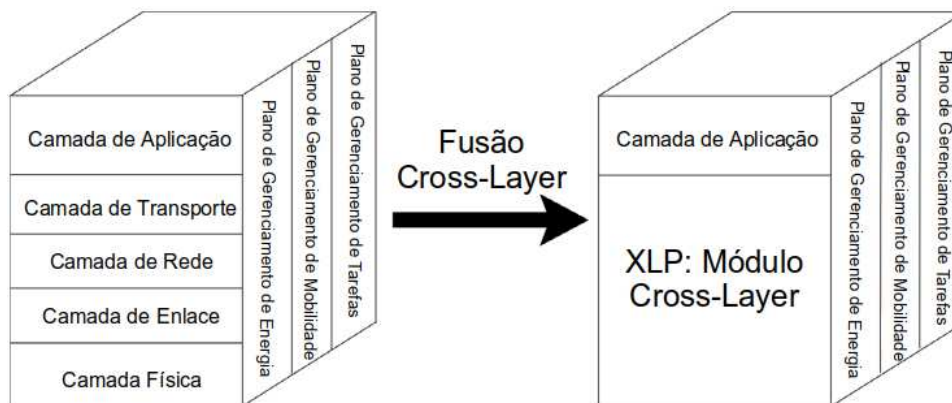 Camada de Aplicação
Camada de Transporte
Camada de Rede
Camada de Enlace
Camada Física
Plano de Gerenciamento de Energia
Plano de Gerenciamento de Mobilidade
Plano de Gerenciamento de Tarefas
Fusão
Cross-Layer
Camada de Aplicação
XLP: Módulo
Cross-Layer
Plano de Gerenciamento de Energia
Plano de Gerenciamento de Mobilidade
Plano de Gerenciamento de Tarefas